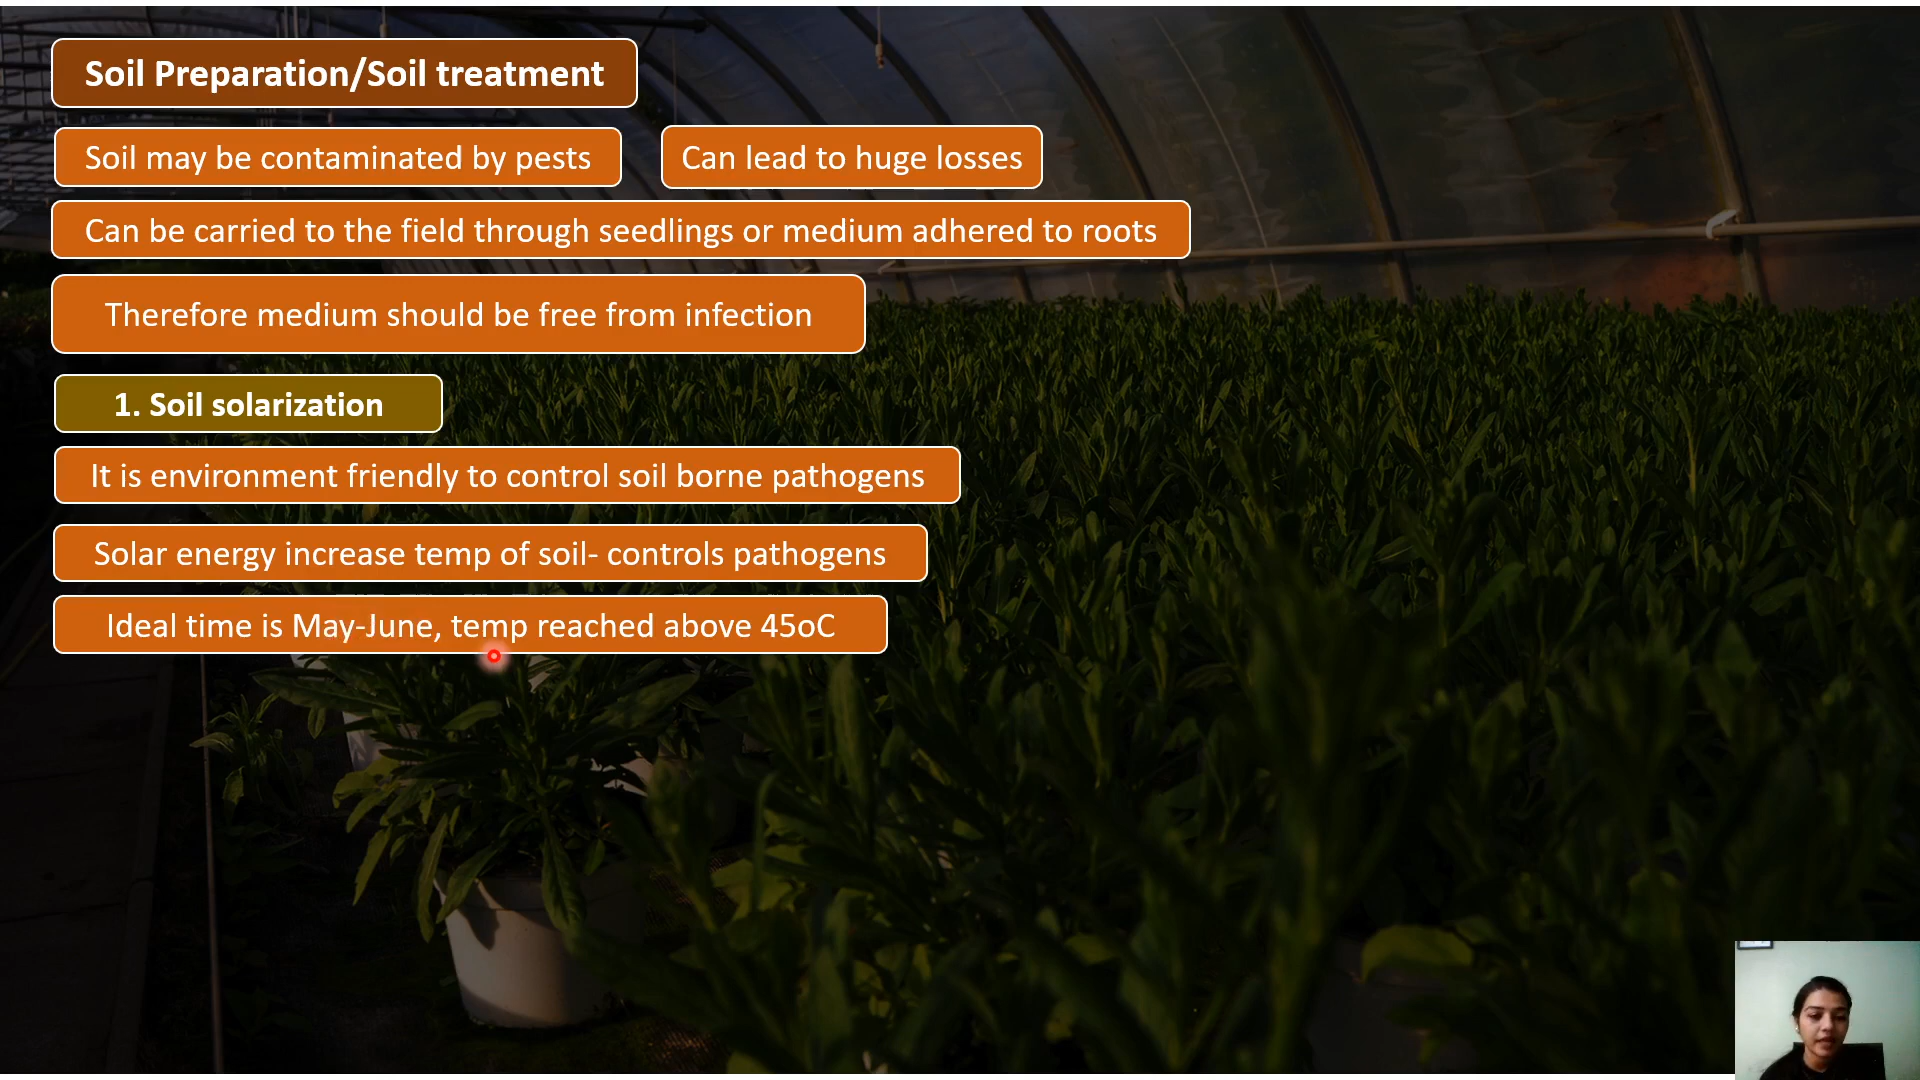 Soil Preparation/Soil treatment
Soil may be contaminated by pests
Can lead to huge losses
Can be carried to the field through seedlings or medium adhered to roots
Therefore medium should be free from infection
1. Soil solarization
It is environment friendly to control soil borne pathogens
Solar energy increase temp of soil- controls pathogens
Ideal time is May-June, temp reached above 45oC